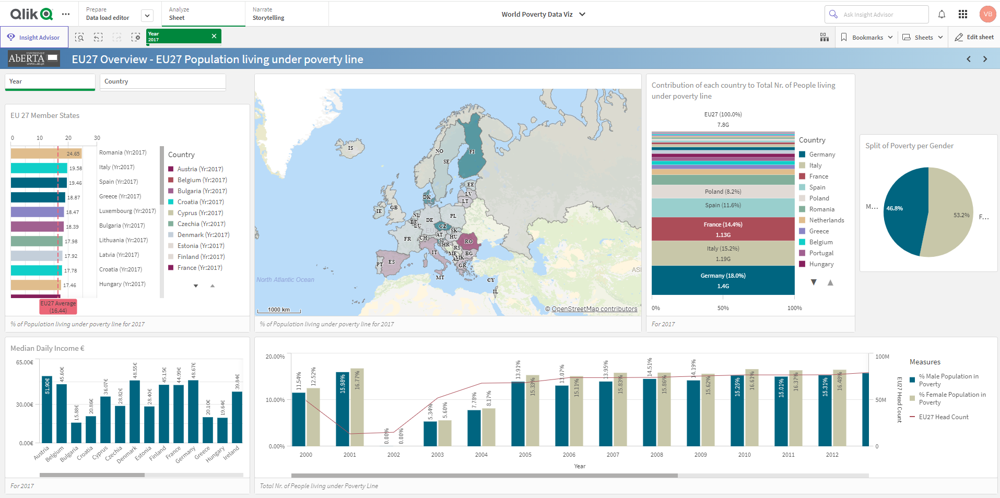 Qlik
Prepare
Data load editor
Analyze
Sheet
Narrate
Storytelling
World Poverty Data Viz
Ask Insight Advisor
VB
Insight Advisor
Year
2017
Bookmarks
Sheets
Edit sheet
UNIVERSIDADE
AbERTA
www.uab.pt
EU27 Overview - EU27 Population living under poverty line
Year
Country
EU 27 Member States
0
10
20
30
24.65
Romania (Yr:2017)
19.58
Italy (Yr:2017)
19.46
Spain (Yr:2017)
18.87
Greece (Yr:2017)
18.47
Luxembourg (Yr:2017)
18.39
Bulgaria (Yr:2017)
17.98
Lithuania (Yr:2017)
17.92
Latvia (Yr:2017)
17.78
Croatia (Yr:2017)
17.46
Hungary (Yr:2017)
EU27 Average
(16.44)
Country
Austria (Yr:2017)
Belgium (Yr:2017)
Bulgaria (Yr:2017)
Croatia (Yr:2017)
Cyprus (Yr:2017)
Czechia (Yr:2017)
Denmark (Yr:2017)
Estonia (Yr:2017)
Finland (Yr:2017)
France (Yr:2017)
% of Population living under poverty line for 2017
IS
NO
SE
FI
EE
LV
LT
DK
IE
GB
NL
BE
LU
DE
PL
CZ
SK
FR
CH
AT
HU
SI
HR
RO
RS
IT
ME
MK
BG
PT
ES
GR
MT
CY
IL
EU
ASI
North Atlantic Ocean
1000 km
© OpenStreetMap contributors
% of Population living under poverty line for 2017
Contribution of each country to Total Nr. of People living
under poverty line
EU27 (100.0%)
7.8G
Poland (8.2%)
Spain (11.6%)
France (14.4%)
1.13G
Italy (15.2%)
1.19G
Germany (18.0%)
1.4G
0%
50%
100%
Country
Germany
Italy
France
Spain
Poland
Romania
Netherlands
Greece
Belgium
Portugal
Hungary
For 2017
Split of Poverty per Gender
M...
46.8%
53.2%
F...
Median Daily Income €
65.00€
30.00€
0.00€
51.90€
45.60€
15.88€
20.86€
36.07€
28.82€
48.55€
28.40€
45.15€
44.99€
48.67€
20.10€
19.64€
39.84€
Austria
Belgium
Bulgaria
Croatia
Cyprus
Czechia
Denmark
Estonia
Finland
France
Germany
Greece
Hungary
Ireland
For 2017
20.00%
10.00%
0.00%
11.54%
12.52%
15.98%
16.77%
0.00%
0.00%
5.34%
5.60%
7.78%
8.17%
13.91%
15.33%
13.07%
15.11%
13.95%
15.83%
14.51%
15.86%
14.19%
15.62%
15.25%
16.61%
15.01%
16.37%
15.31%
16.48%
2000
2001
2002
2003
2004
2005
2006
2007
2008
2009
2010
2011
2012
Year
100M
50M
0
EU27 Head Count
Measures
% Male Population in
Poverty
% Female Population in
Poverty
EU27 Head Count
Total Nr. of People living under Poverty Line